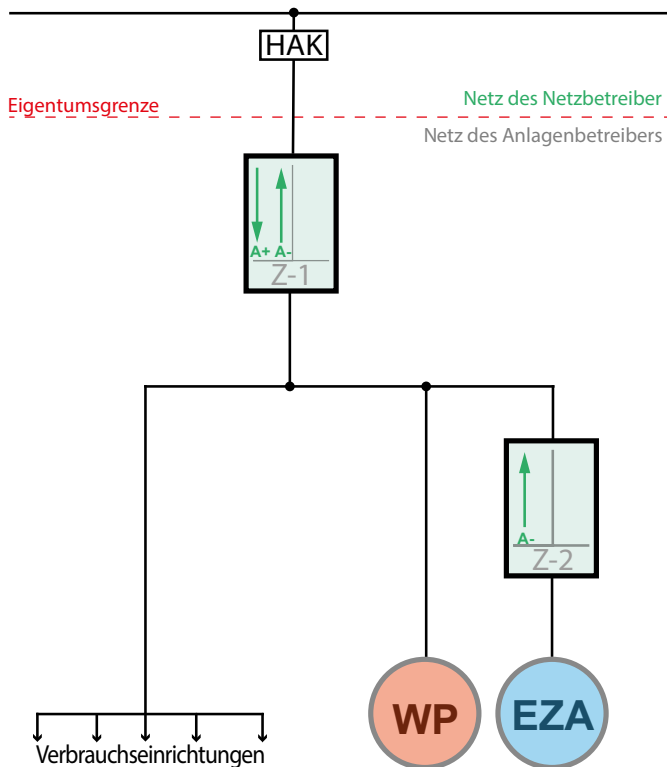 HAK
Eigentumsgrenze
Netz des Netzbetreiber
Netz des Anlagenbetreibers
A+ A-
Z-1
A-
Z-2
WP
EZA
Verbrauchseinrichtungen